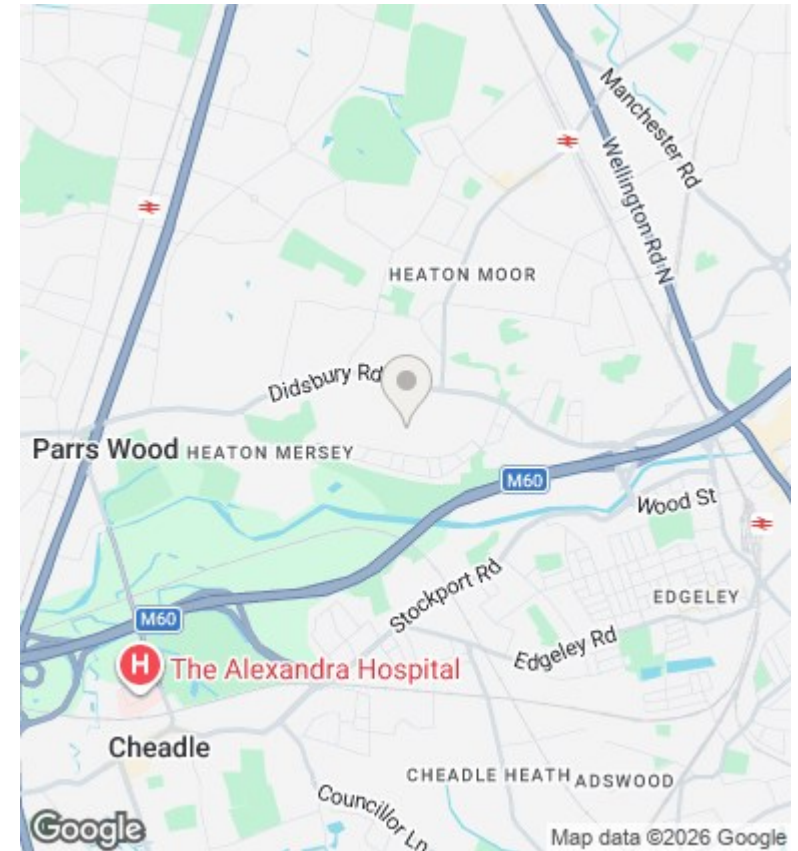 Manchester Rd
Wellington Rd N
HEATON MOOR
Didsbury Rd
Parrs Wood
HEATON MERSEY
M60
Wood St
Stockport Rd
EDGELEY
M60
Edgeley Rd
H
The Alexandra Hospital
Cheadle
CHEADLE HEATH
ADSWOOD
Councillor Ln
Google
Map data ©2026 Google